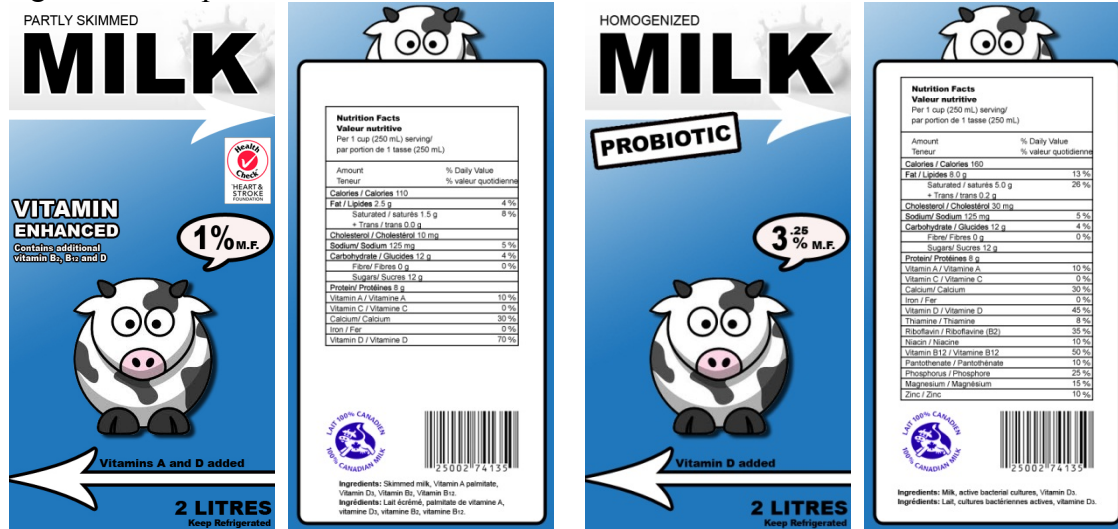 PARTLY SKIMMED
MILK
Health
Check
HEART &
STROKE
FOUNDATION
VITAMIN
ENHANCED
Contains additional
vitamin B2, B12 and D
1% M.F.
Vitamins A and D added
2 LITRES
Keep Refrigerated
Nutrition Facts
Valeur nutritive
Per 1 cup (250 mL) serving/
par portion de 1 tasse (250 mL)
Amount % Daily Value
Teneur % valeur quotidienne
Calories / Calories 110
Fat / Lipides 2.5 g 4 %
Saturated / saturés 1.5 g 8 %
+ Trans / trans 0.0 g
Cholesterol / Cholestérol 10 mg
Sodium/ Sodium 125 mg 5 %
Carbohydrate / Glucides 12 g 4 %
Fibre/ Fibres 0 g 0 %
Sugars/ Sucres 12 g
Protein/ Protéines 8 g
Vitamin A / Vitamine A 10 %
Vitamin C / Vitamine C 0 %
Calcium/ Calcium 30 %
Iron / Fer 0 %
Vitamin D / Vitamine D 70 %
LAIT 100% CANADIEN
100% CANADIAN MILK
25002 74135
Ingredients: Skimmed milk, Vitamin A palmitate,
Vitamin D3, Vitamin B2, Vitamin B12.
Ingrédients: Lait écrémé, palmitate de vitamine A,
vitamine D3, vitamine B2, vitamine B12.
HOMOGENIZED
MILK
PROBIOTIC
3.25% M.F.
Vitamin D added
2 LITRES
Keep Refrigerated
Nutrition Facts
Valeur nutritive
Per 1 cup (250 mL) serving/
par portion de 1 tasse (250 mL)
Amount % Daily Value
Teneur % valeur quotidienne
Calories / Calories 160
Fat / Lipides 8.0 g 13 %
Saturated / saturés 5.0 g 26 %
+ Trans / trans 0.2 g
Cholesterol / Cholestérol 30 mg
Sodium/ Sodium 125 mg 5 %
Carbohydrate / Glucides 12 g 4 %
Fibre/ Fibres 0 g 0 %
Sugars/ Sucres 12 g
Protein/ Protéines 8 g
Vitamin A / Vitamine A 10 %
Vitamin C / Vitamine C 0 %
Calcium/ Calcium 30 %
Iron / Fer 0 %
Vitamin D / Vitamine D 45 %
Thiamine / Thiamine 8 %
Riboflavin / Riboflavine (B2) 35 %
Niacin / Niacine 10 %
Vitamin B12 / Vitamine B12 50 %
Pantothenate / Pantothénate 10 %
Phosphorus / Phosphore 25 %
Magnesium / Magnésium 15 %
Zinc / Zinc 10 %
LAIT 100% CANADIEN
100% CANADIAN MILK
25002 74135
Ingredients: Milk, active bacterial cultures, Vitamin D3.
Ingrédients: Lait, cultures bactériennes actives, vitamine D3.